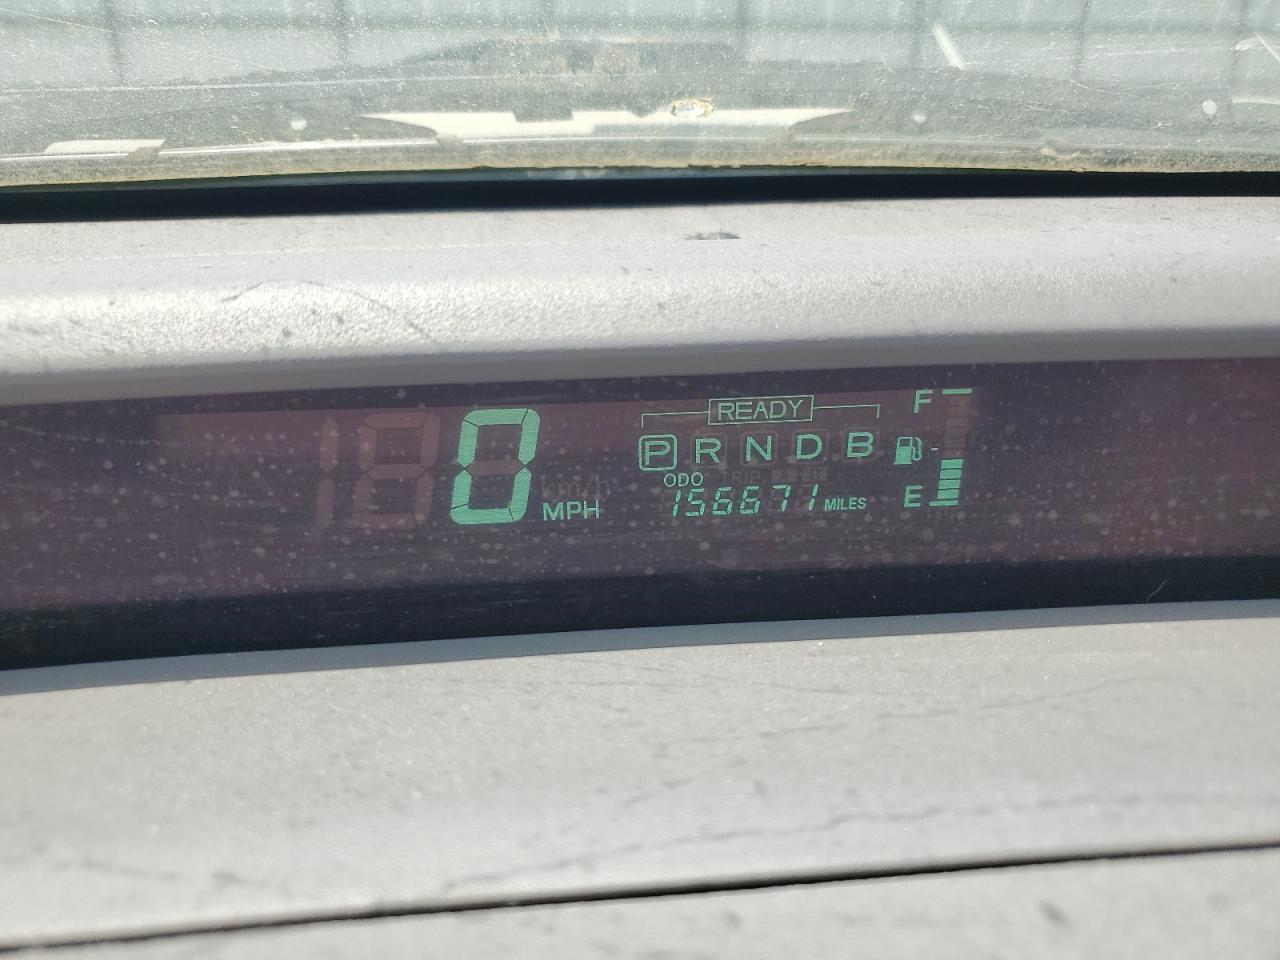 READY
F
0 MPH
km/h
P R N D B
ODO
156671 MILES
E